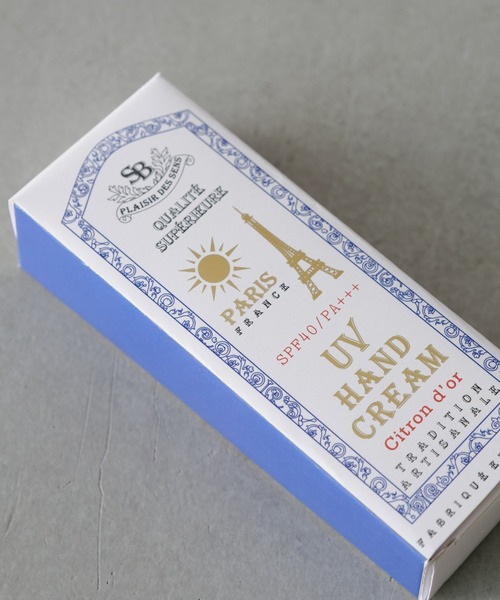 SB
PLAISIR DES SENS
QUALITÉ
SUPÉRIEURE
PARIS
FRANCE
SPF40/PA+++
UV
HAND
CREAM
Citron d'or
TRADITION
ARTISANALE